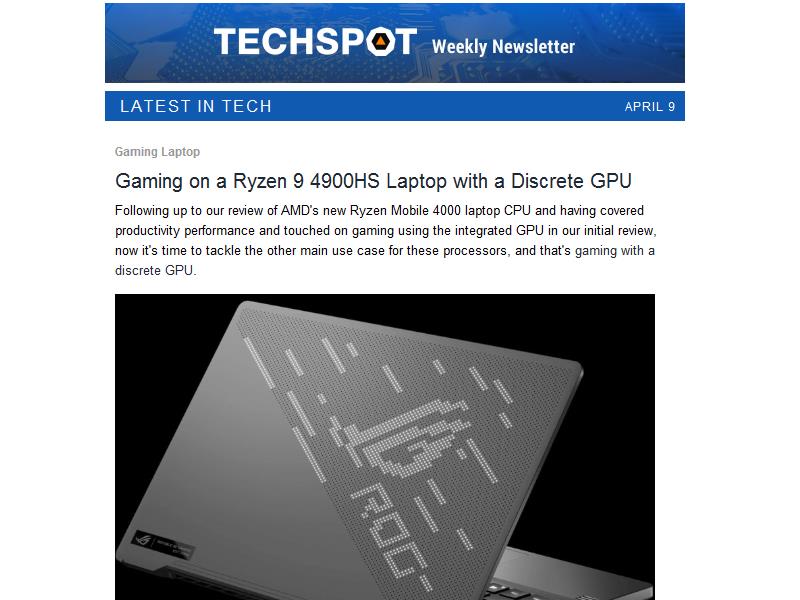 TECHSPOT Weekly Newsletter
LATEST IN TECH APRIL 9
Gaming Laptop
Gaming on a Ryzen 9 4900HS Laptop with a Discrete GPU
Following up to our review of AMD's new Ryzen Mobile 4000 laptop CPU and having covered
productivity performance and touched on gaming using the integrated GPU in our initial review,
now it's time to tackle the other main use case for these processors, and that's gaming with a
discrete GPU.
ROG